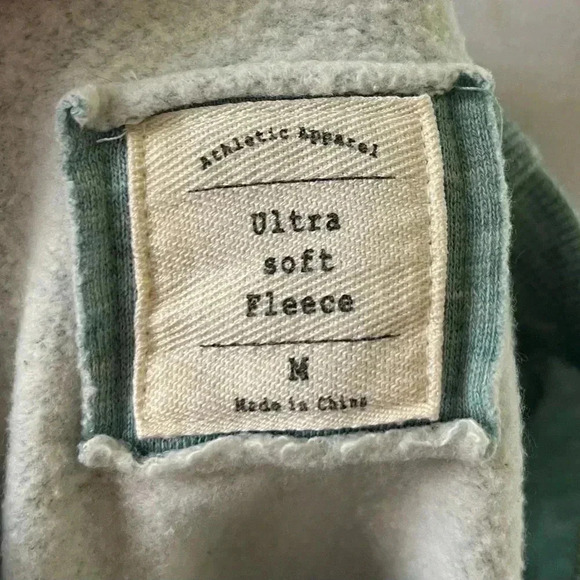 Athletic Apparel
Ultra
soft
Fleece
M
Made in China